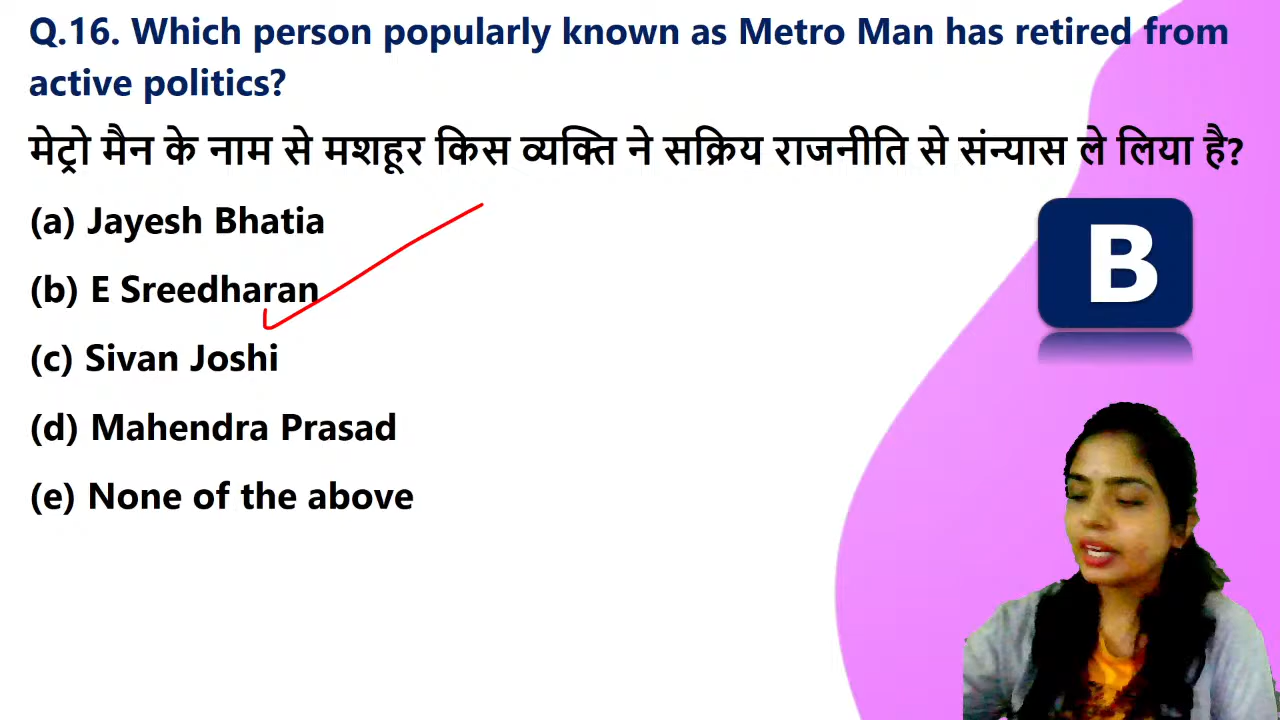 Q.16. Which person popularly known as Metro Man has retired from
active politics?
मेट्रो मैन के नाम से मशहूर किस व्यक्ति ने सक्रिय राजनीति से संन्यास ले लिया है?
(a) Jayesh Bhatia
(b) E Sreedharan
(c) Sivan Joshi
(d) Mahendra Prasad
(e) None of the above
B